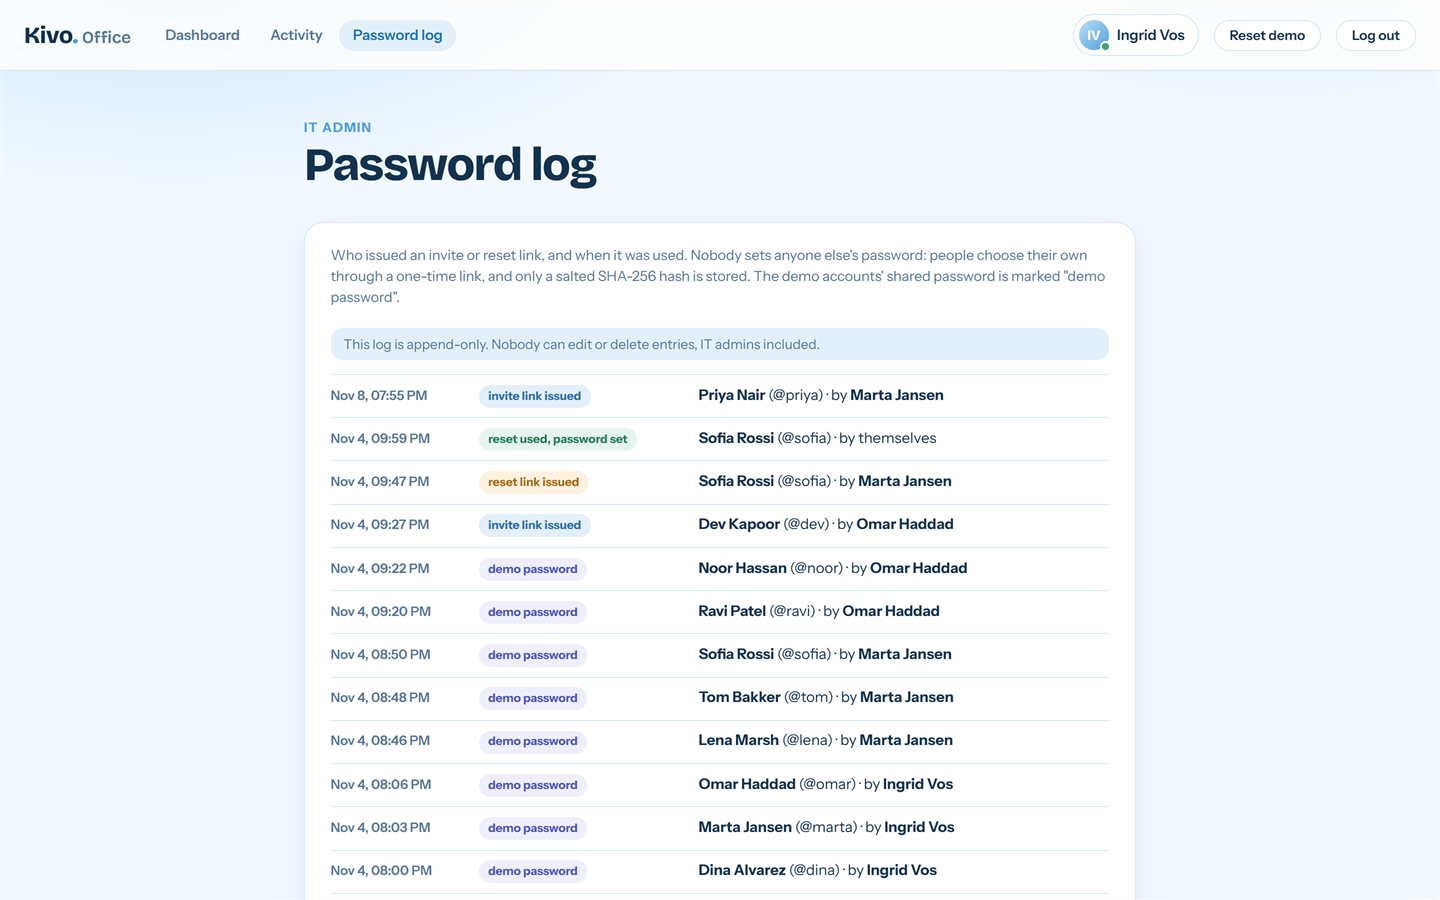 Kivo. Office
Dashboard
Activity
Password log
IV
Ingrid Vos
Reset demo
Log out
IT ADMIN
Password log
Who issued an invite or reset link, and when it was used. Nobody sets anyone else's password: people choose their own
through a one-time link, and only a salted SHA-256 hash is stored. The demo accounts' shared password is marked "demo
password".
This log is append-only. Nobody can edit or delete entries, IT admins included.
Nov 8, 07:55 PM invite link issued Priya Nair (@priya) · by Marta Jansen
Nov 4, 09:59 PM reset used, password set Sofia Rossi (@sofia) · by themselves
Nov 4, 09:47 PM reset link issued Sofia Rossi (@sofia) · by Marta Jansen
Nov 4, 09:27 PM invite link issued Dev Kapoor (@dev) · by Omar Haddad
Nov 4, 09:22 PM demo password Noor Hassan (@noor) · by Omar Haddad
Nov 4, 09:20 PM demo password Ravi Patel (@ravi) · by Omar Haddad
Nov 4, 08:50 PM demo password Sofia Rossi (@sofia) · by Marta Jansen
Nov 4, 08:48 PM demo password Tom Bakker (@tom) · by Marta Jansen
Nov 4, 08:46 PM demo password Lena Marsh (@lena) · by Marta Jansen
Nov 4, 08:06 PM demo password Omar Haddad (@omar) · by Ingrid Vos
Nov 4, 08:03 PM demo password Marta Jansen (@marta) · by Ingrid Vos
Nov 4, 08:00 PM demo password Dina Alvarez (@dina) · by Ingrid Vos